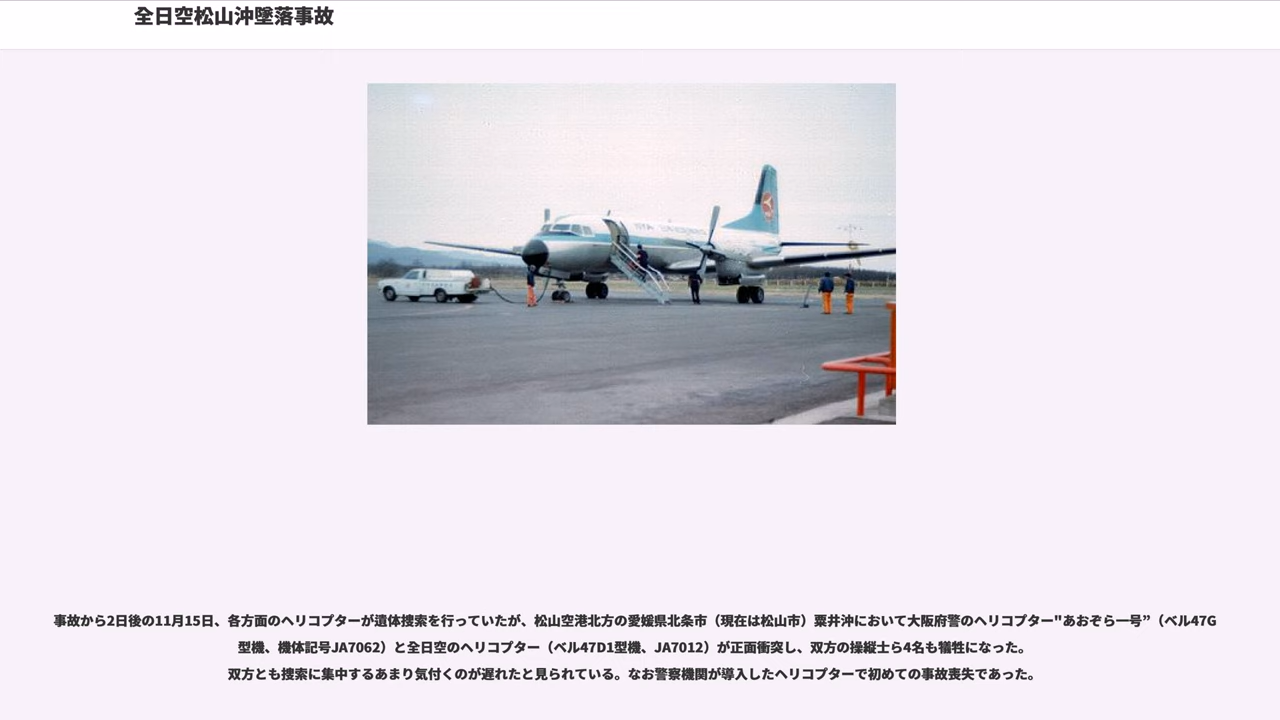 全日空松山沖墜落事故
事故から2日後の11月15日、各方面のヘリコプターが遺体捜索を行っていたが、松山空港北方の愛媛県北条市（現在は松山市）粟井沖において大阪府警のヘリコプター"あおぞら一号”（ベル47G
型機、機体記号JA7062）と全日空のヘリコプター（ベル47D1型機、JA7012）が正面衝突し、双方の操縦士ら4名も犠牲になった。
双方とも捜索に集中するあまり気付くのが遅れたと見られている。なお警察機関が導入したヘリコプターで初めての事故喪失であった。